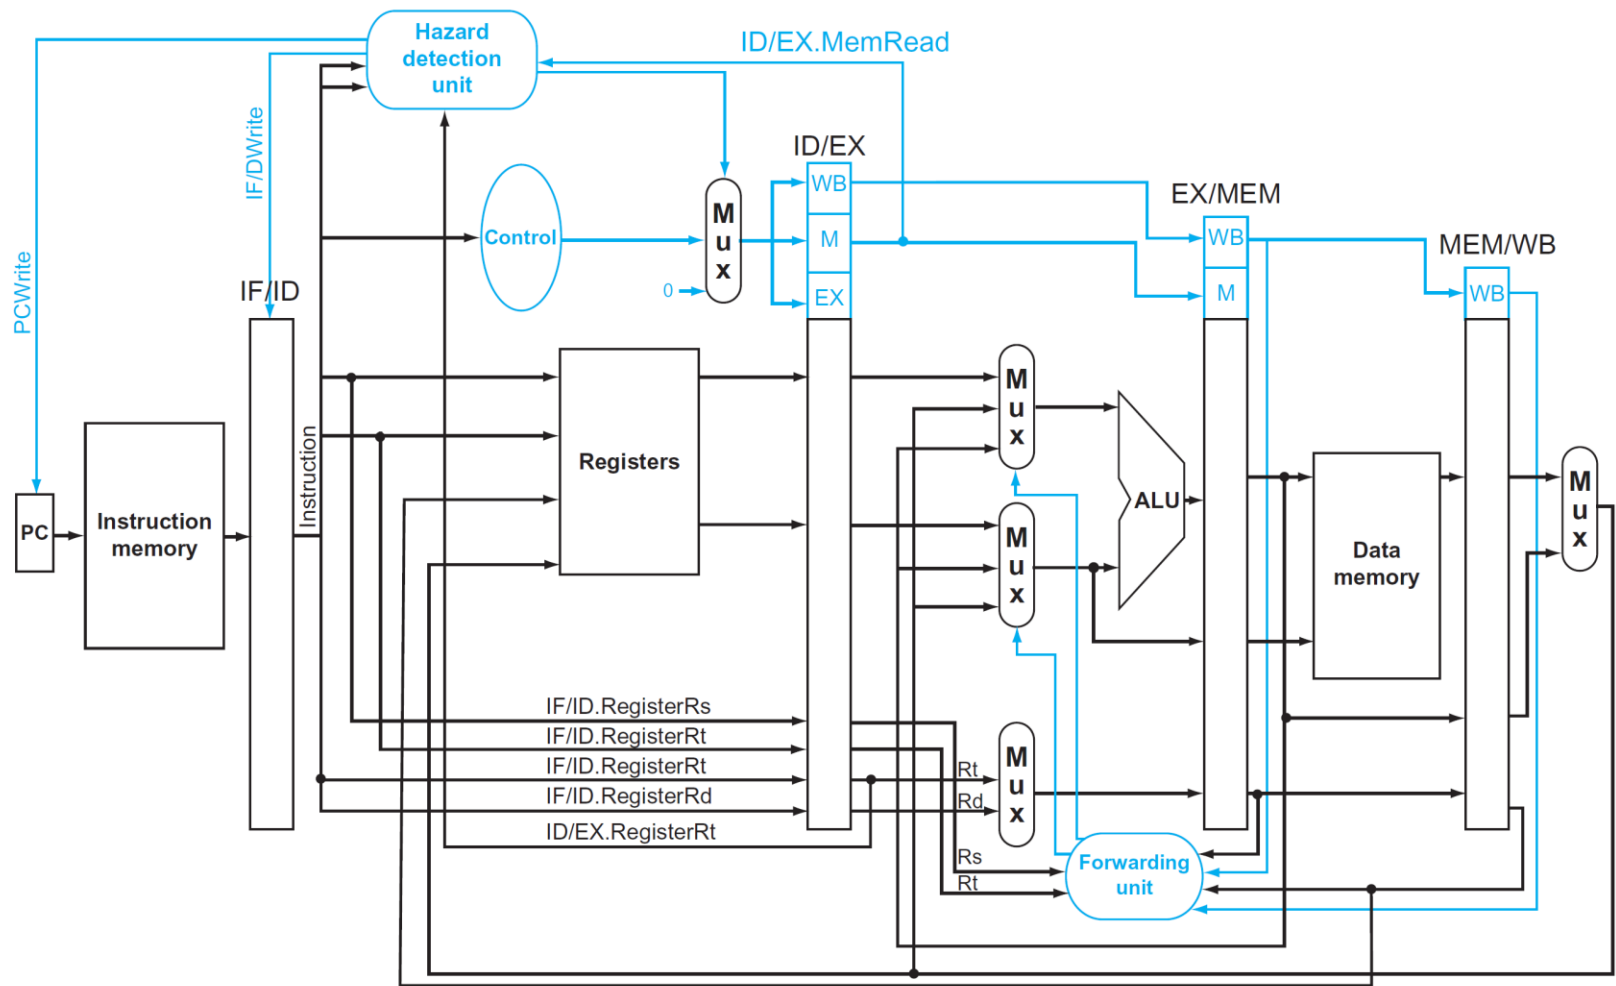 Hazard
detection
unit
ID/EX.MemRead
IF/DWrite
PCWrite
ID/EX
WB
M
EX
Control
M
u
x
0
EX/MEM
WB
M
MEM/WB
WB
IF/ID
Instruction
PC
Instruction
memory
Registers
M
u
x
M
u
x
ALU
Data
memory
M
u
x
IF/ID.RegisterRs
IF/ID.RegisterRt
IF/ID.RegisterRt
IF/ID.RegisterRd
ID/EX.RegisterRt
Rt
Rd
M
u
x
Rs
Rt
Forwarding
unit